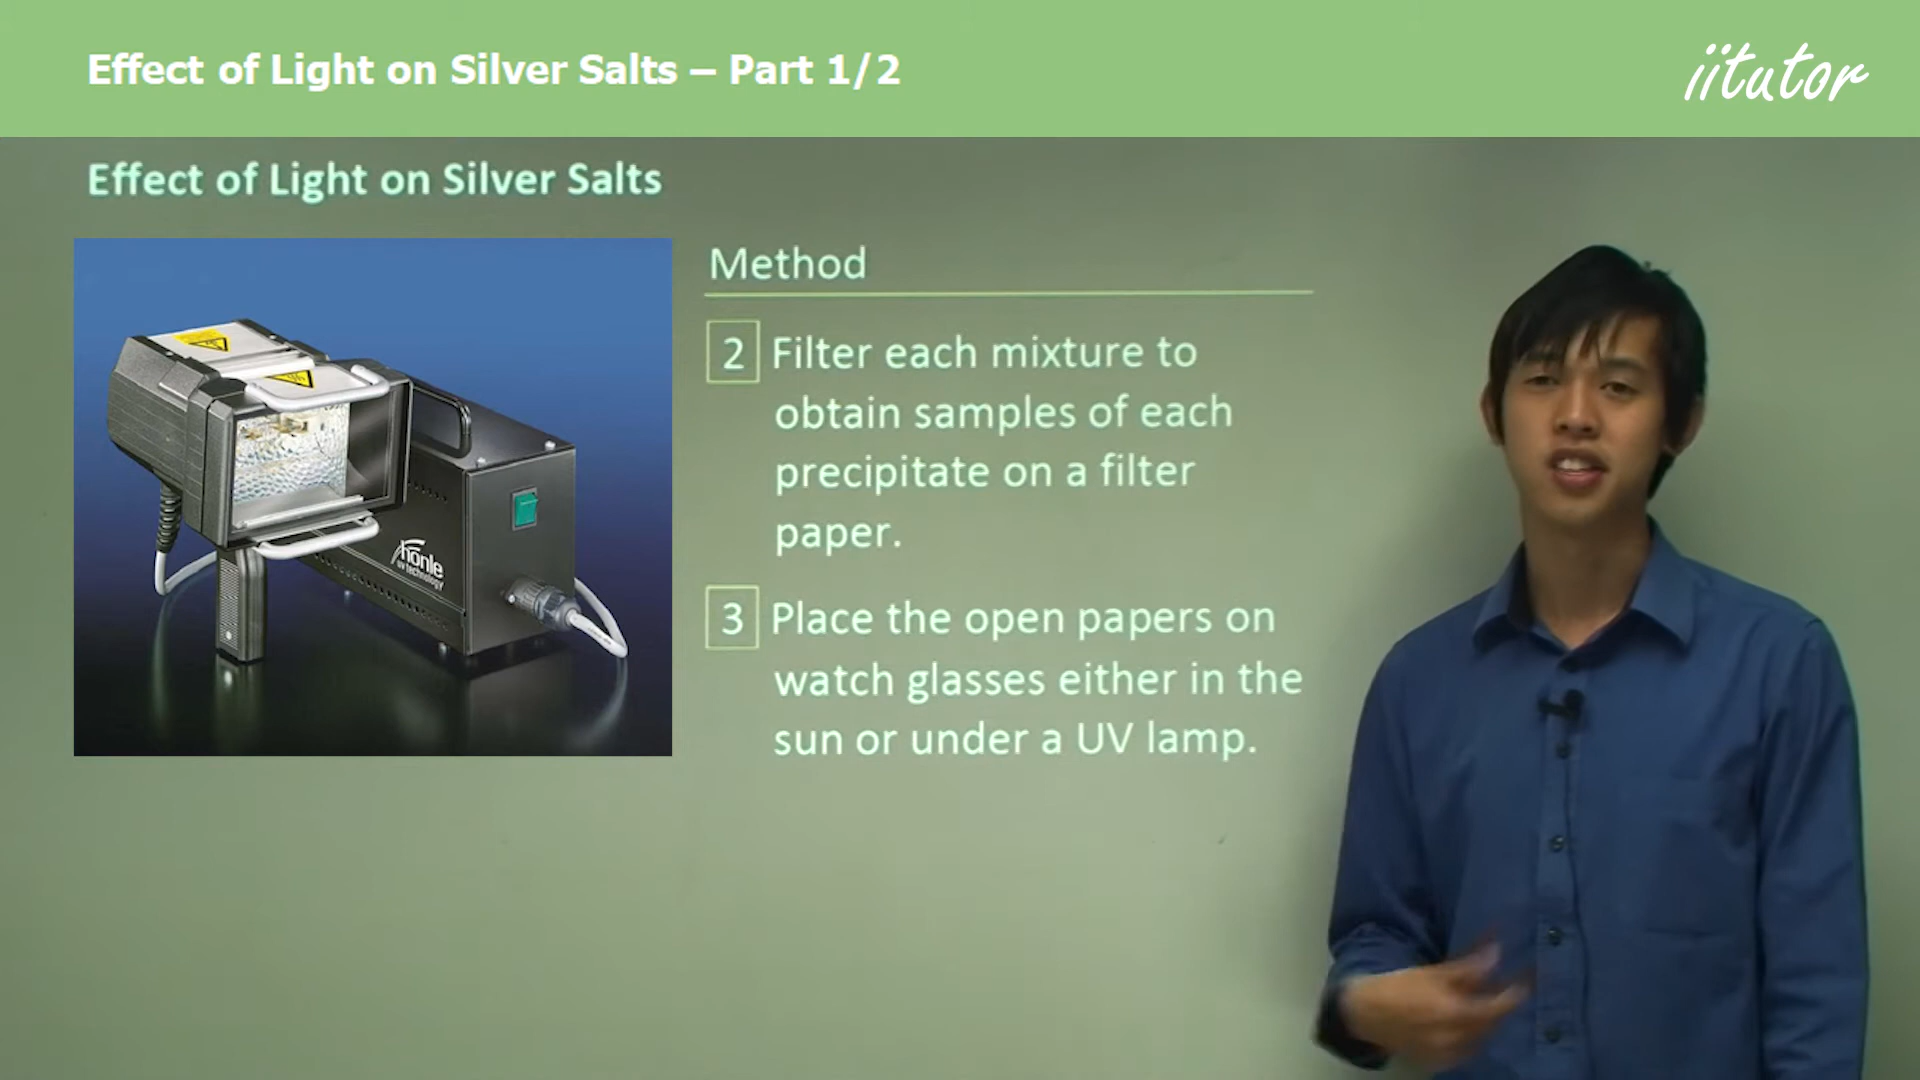 Effect of Light on Silver Salts – Part 1/2
iitutor
Effect of Light on Silver Salts
Method
2 Filter each mixture to
obtain samples of each
precipitate on a filter
paper.
3 Place the open papers on
watch glasses either in the
sun or under a UV lamp.
hönle
uv technology